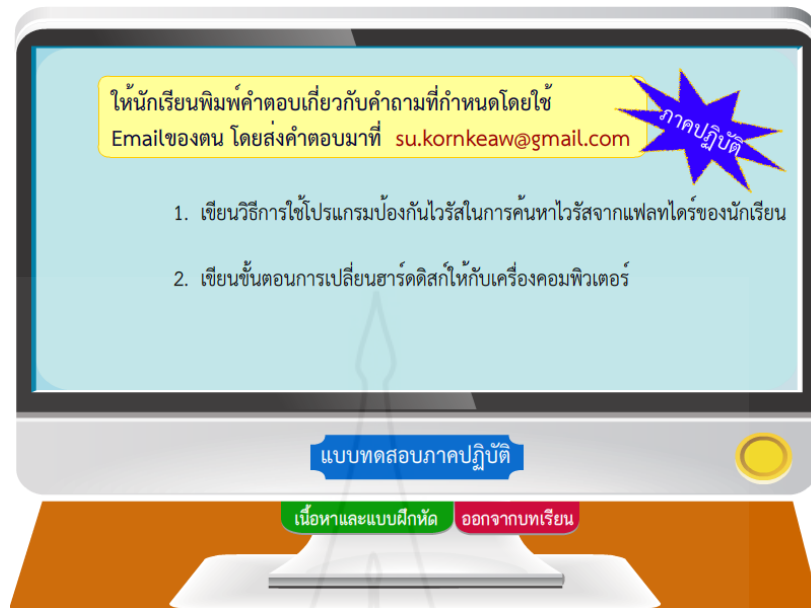 ให้นักเรียนพิมพ์คำตอบเกี่ยวกับคำถามที่กำหนดโดยใช้
Emailของตน โดยส่งคำตอบมาที่ su.kornkeaw@gmail.com
ภาคปฏิบัติ
1. เขียนวิธีการใช้โปรแกรมป้องกันไวรัสในการค้นหาไวรัสจากแฟลทไดร์ของนักเรียน
2. เขียนขั้นตอนการเปลี่ยนฮาร์ดดิสก์ให้กับเครื่องคอมพิวเตอร์
แบบทดสอบภาคปฏิบัติ
เนื้อหาและแบบฝึกหัด ออกจากบทเรียน